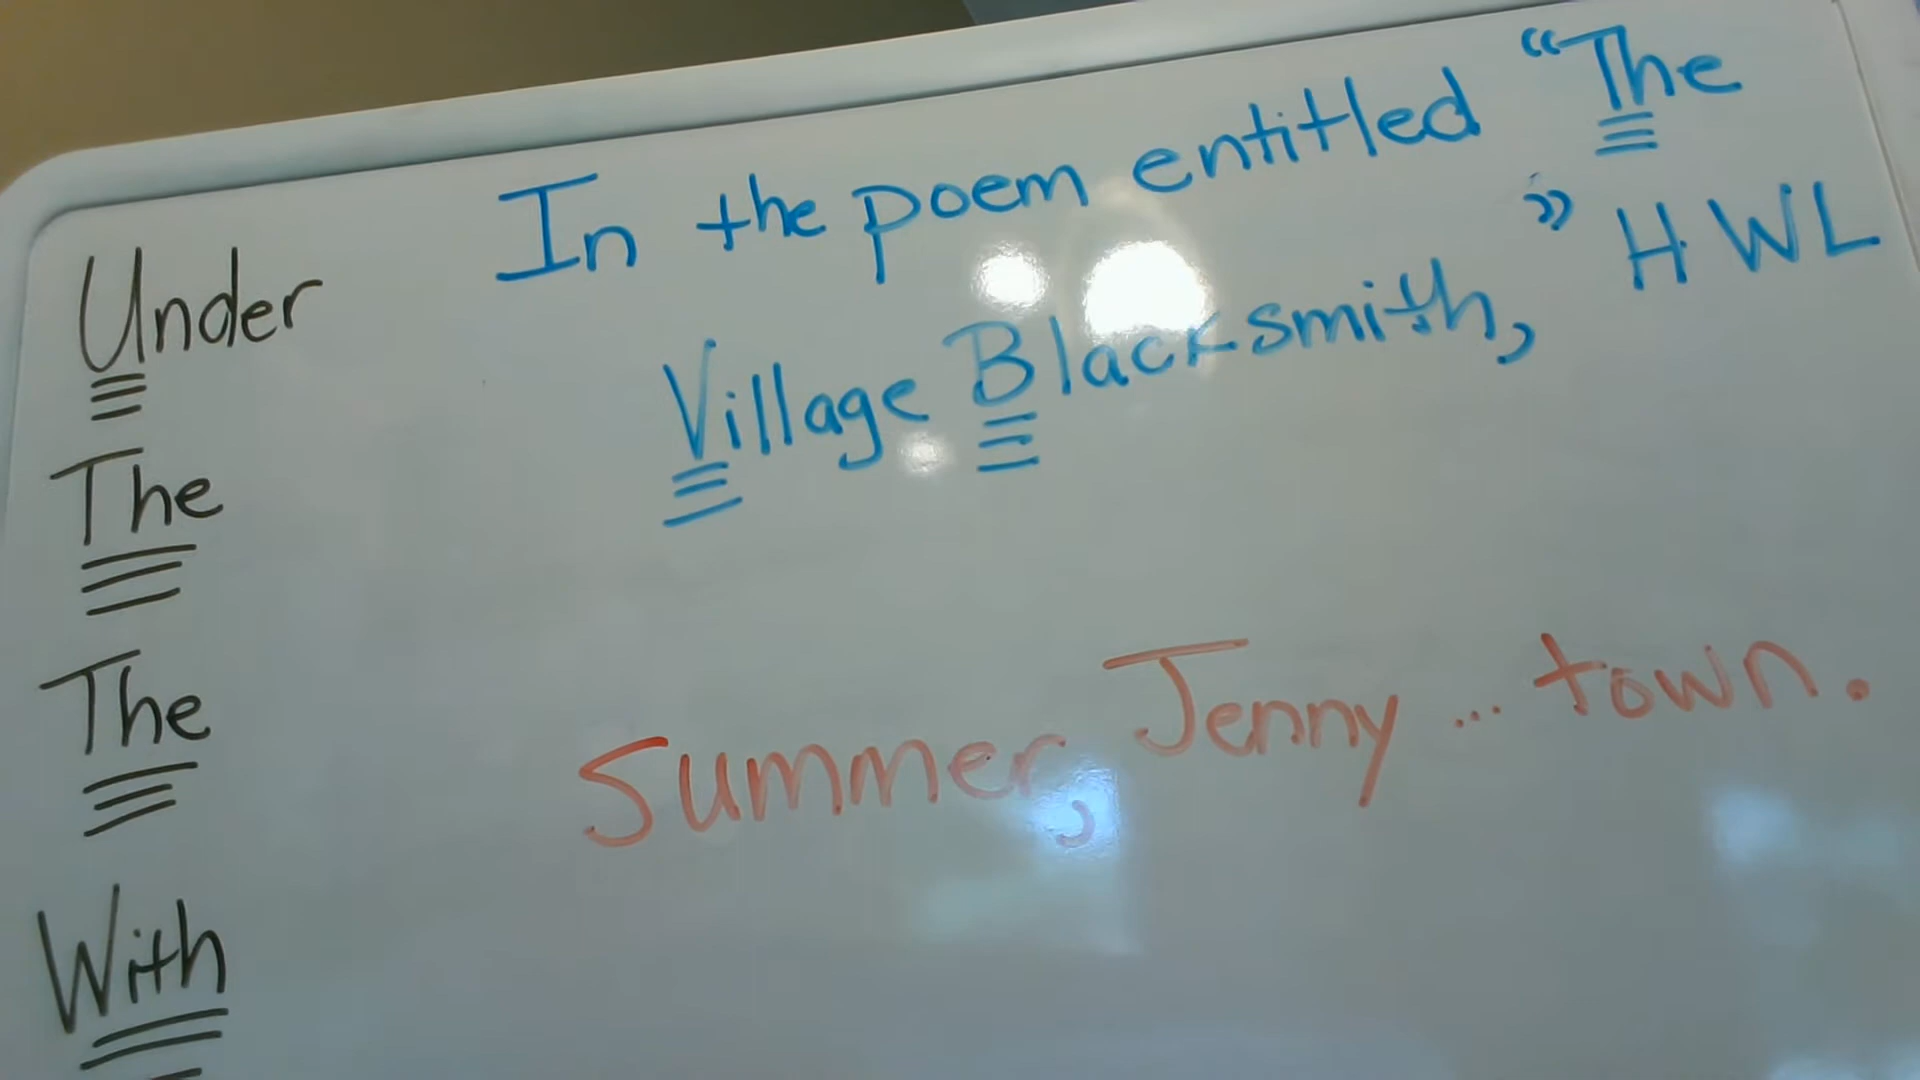 Under
The
The
With
In the poem entitled “The
Village Blacksmith,” HWL
Summer, Jenny ... town.